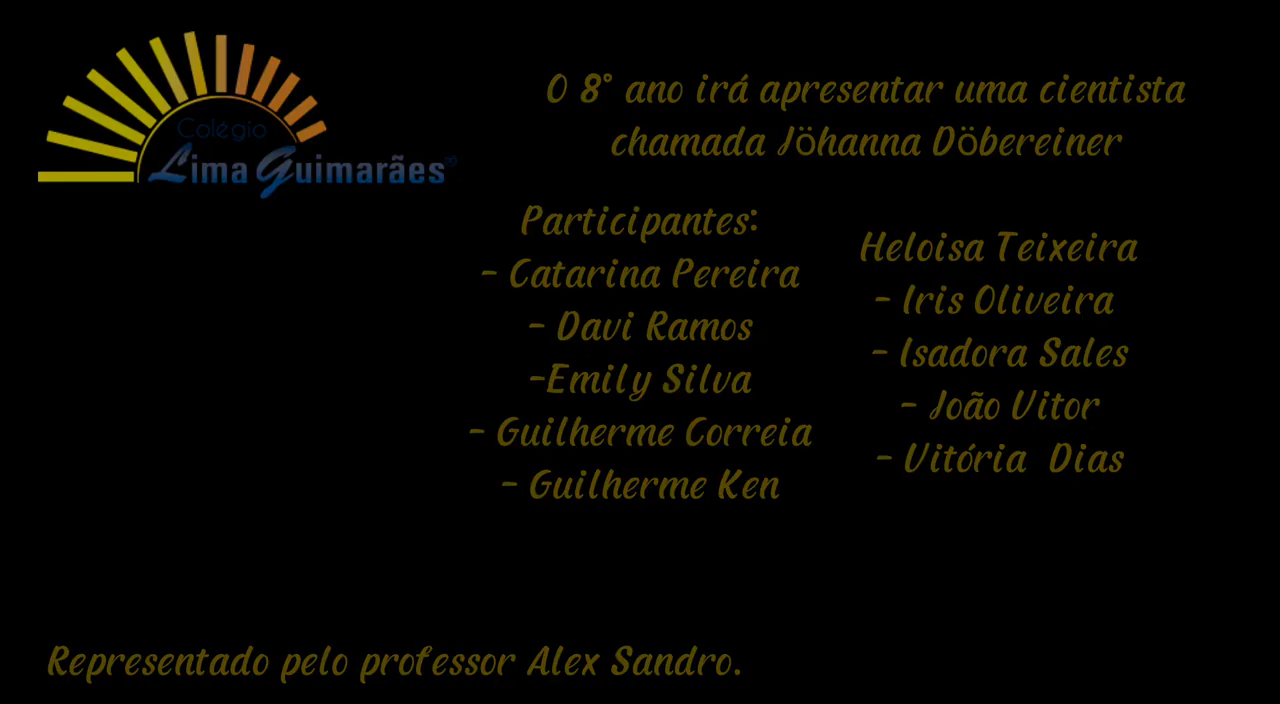 Colégio
Lima Guimarães
O 8° ano irá apresentar uma cientista
chamada Jöhanna Döbereiner
Participantes:
- Catarina Pereira
- Davi Ramos
-Emily Silva
- Guilherme Correia
- Guilherme Ken
Heloisa Teixeira
- Iris Oliveira
- Isadora Sales
- João Vitor
- Vitória Dias
Representado pelo professor Alex Sandro.